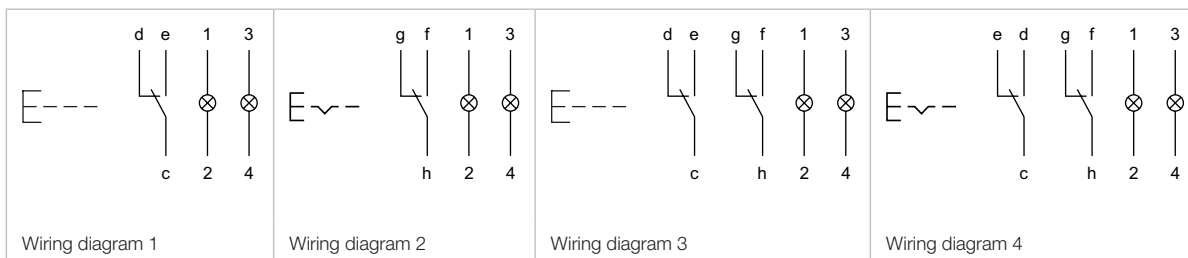 d e 1 3 g f 1 3 d e g f 1 3 e d g f 1 3
c 2 4 h 2 4 c h 2 4 c h 2 4
Wiring diagram 1 Wiring diagram 2 Wiring diagram 3 Wiring diagram 4